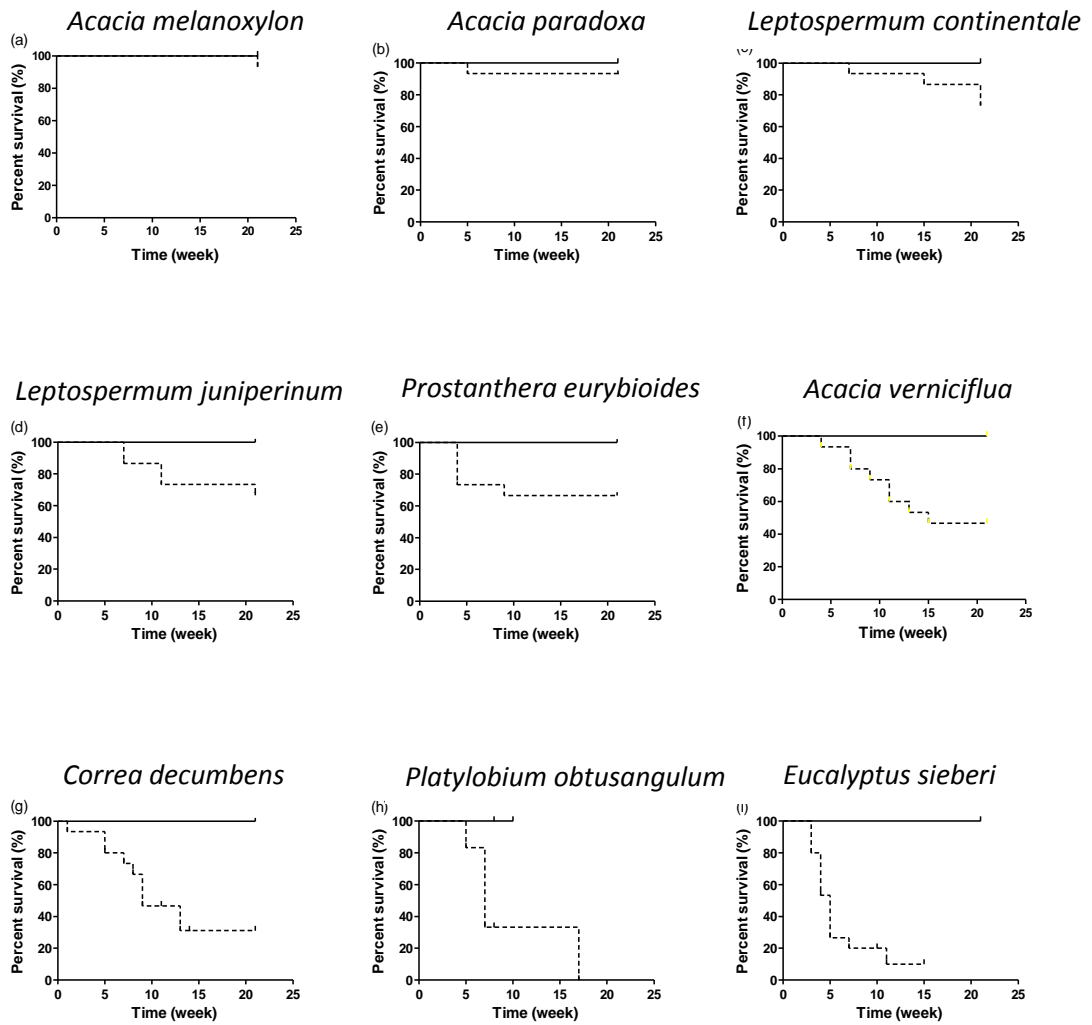 Acacia melanoxylon
(a)
Percent survival (%)
100
80
60
40
20
0
0 5 10 15 20 25
Time (week)
Acacia paradoxa
(b)
Percent survival (%)
100
80
60
40
20
0
0 5 10 15 20 25
Time (week)
Leptospermum continentale
Percent survival (%)
100
80
60
40
20
0
0 5 10 15 20 25
Time (week)
Leptospermum juniperinum
(d)
Percent survival (%)
100
80
60
40
20
0
0 5 10 15 20 25
Time (week)
Prostanthera eurybioides
(e)
Percent survival (%)
100
80
60
40
20
0
0 5 10 15 20 25
Time (week)
Acacia verniciflua
(f)
Percent survival (%)
100
80
60
40
20
0
0 5 10 15 20 25
Time (week)
Correa decumbens
(g)
Percent survival (%)
100
80
60
40
20
0
0 5 10 15 20 25
Time (week)
Platylobium obtusangulum
(h)
Percent survival (%)
100
80
60
40
20
0
0 5 10 15 20 25
Time (week)
Eucalyptus sieberi
(i)
Percent survival (%)
100
80
60
40
20
0
0 5 10 15 20 25
Time (week)